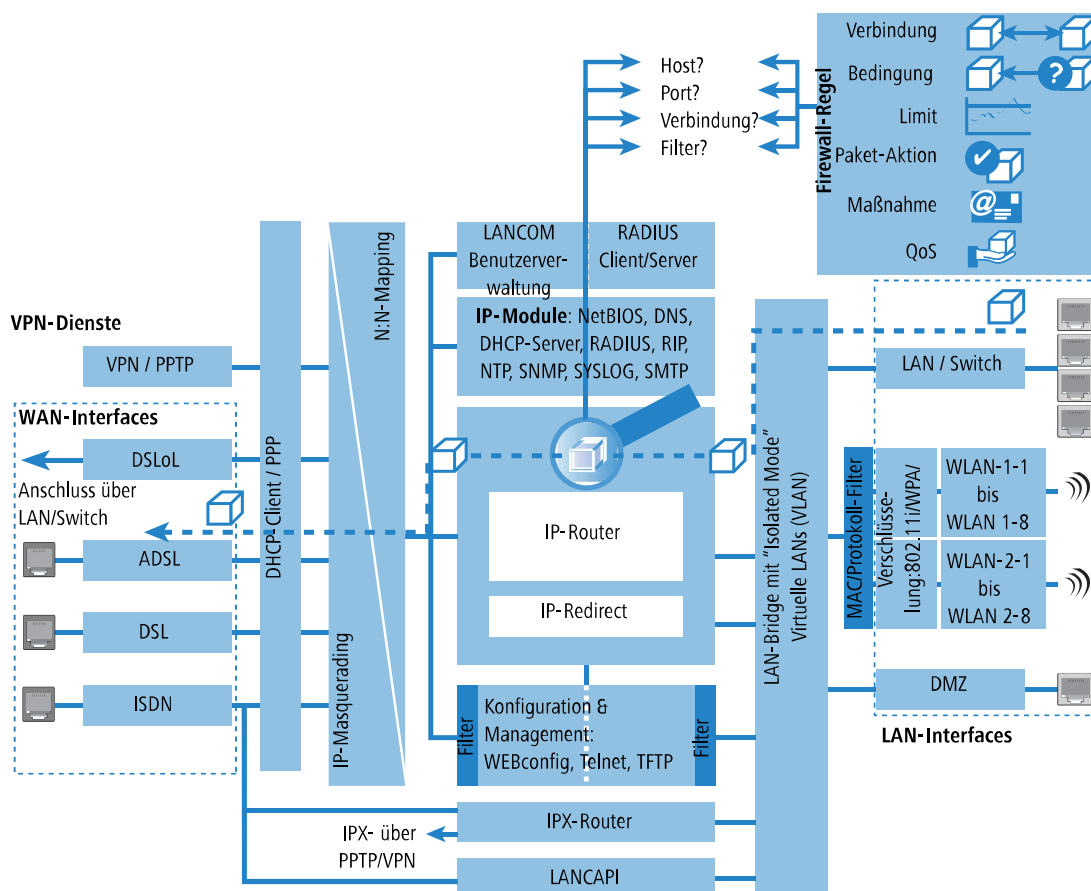 Host?
Port?
Verbindung?
Filter?
Firewall-Regel
Verbindung
Bedingung
?
Limit
Paket-Aktion
Maßnahme
@
QoS
LANCOM
Benutzerver-
waltung
RADIUS
Client/Server
IP-Module: NetBIOS, DNS,
DHCP-Server, RADIUS, RIP,
NTP, SNMP, SYSLOG, SMTP
VPN-Dienste
VPN / PPTP
WAN-Interfaces
DSLoL
Anschluss über
LAN/Switch
ADSL
DSL
ISDN
DHCP-Client / PPP
IP-Masquerading
N:N-Mapping
IP-Router
IP-Redirect
Filter
Konfiguration &
Management:
WEBconfig, Telnet, TFTP
Filter
IPX-Router
IPX- über
PPTP/VPN
LANCAPI
LAN-Bridge mit "Isolated Mode"
Virtuelle LANs (VLAN)
LAN / Switch
MAC/Protokoll-Filter
Verschlüsse-
lung:802.11i/WPA/
WLAN-1-1
bis
WLAN 1-8
WLAN-2-1
bis
WLAN 2-8
DMZ
LAN-Interfaces